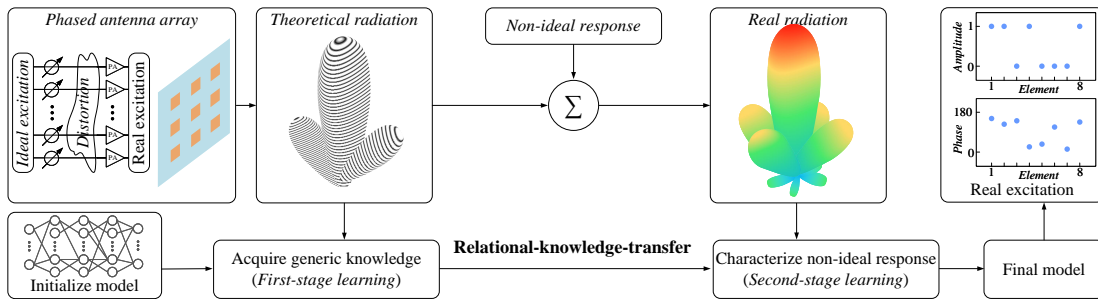 Phased antenna array
Ideal excitation
Distortion
PA
PA
PA
PA
Real excitation
Theoretical radiation
Non-ideal response
Σ
Real radiation
Amplitude
1
0
1
Element
8
Phase
180
0
1
Element
8
Real excitation
Initialize model
Acquire generic knowledge
(First-stage learning)
Relational-knowledge-transfer
Characterize non-ideal response
(Second-stage learning)
Final model